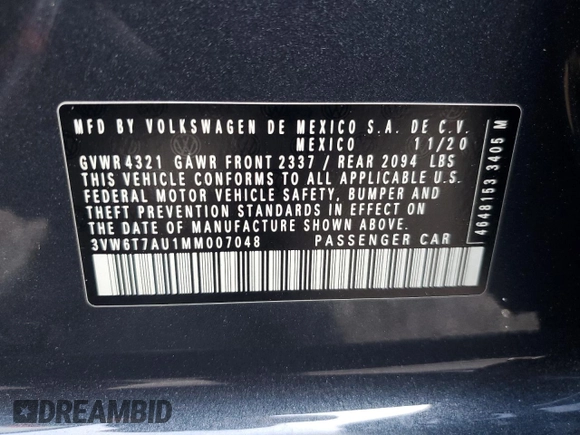 MFD BY VOLKSWAGEN DE MEXICO S.A. DE C.V.
MEXICO 11/20
GVWR 4321 GAWR FRONT 2337 / REAR 2094 LBS
THIS VEHICLE CONFORMS TO ALL APPLICABLE U.S.
FEDERAL MOTOR VEHICLE SAFETY, BUMPER AND
THEFT PREVENTION STANDARDS IN EFFECT ON
THE DATE OF MANUFACTURE SHOWN ABOVE.
3VW6T7AU1MM007048 PASSENGER CAR
4648153 3405 M
DREAMBID